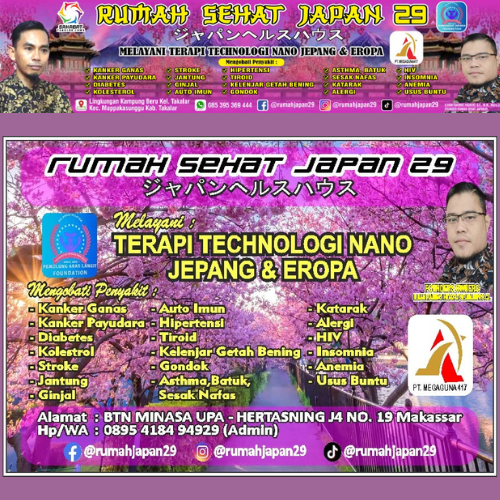 RUMAH SEHAT JAPAN 29
ジャパンヘルスハウス
MELAYANI TERAPI TECHNOLOGI NANO JEPANG & EROPA
Mengobati Penyakit :
KANKER GANAS
KANKER PAYUDARA
DIABETES
KOLESTEROL
STROKE
JANTUNG
GINJAL
AUTO IMUN
HIPERTENSI
TIROID
KELENJAR GETAH BENING
GONDOK
ASTHMA, BATUK,
SESAK NAFAS
KATARAK
ALERGI
HIV
INSOMNIA
ANEMIA
USUS BUNTU
Lingkungan Kampung Beru Kel. Takalar
Kec. Mappakasunggu Kab. Takalar
085 395 369 444
@rumahjapan29
@rumahjapan29
@rumahjapan29
RUMAH SEHAT JAPAN 29
ジャパンヘルスハウス
Melayani :
TERAPI TECHNOLOGI NANO
JEPANG & EROPA
PEMULUNG AWAS LANGIT
FOUNDATION
Mengobati Penyakit :
- Kanker Ganas
- Kanker Payudara
- Diabetes
- Kolestrol
- Stroke
- Jantung
- Ginjal
- Auto Imun
- Hipertensi
- Tiroid
- Kelenjar Getah Bening
- Gondok
- Asthma,Batuk,
Sesak Nafas
- Katarak
- Alergi
- HIV
- Insomnia
- Anemia
- Usus Buntu
PT. MEGAGUNA417
Alamat : BTN MINASA UPA - HERTASNING J4 NO. 19 Makassar
Hp/WA : 0895 4184 94929 (Admin)
@rumahjapan29
@rumahjapan29
@rumahjapan29